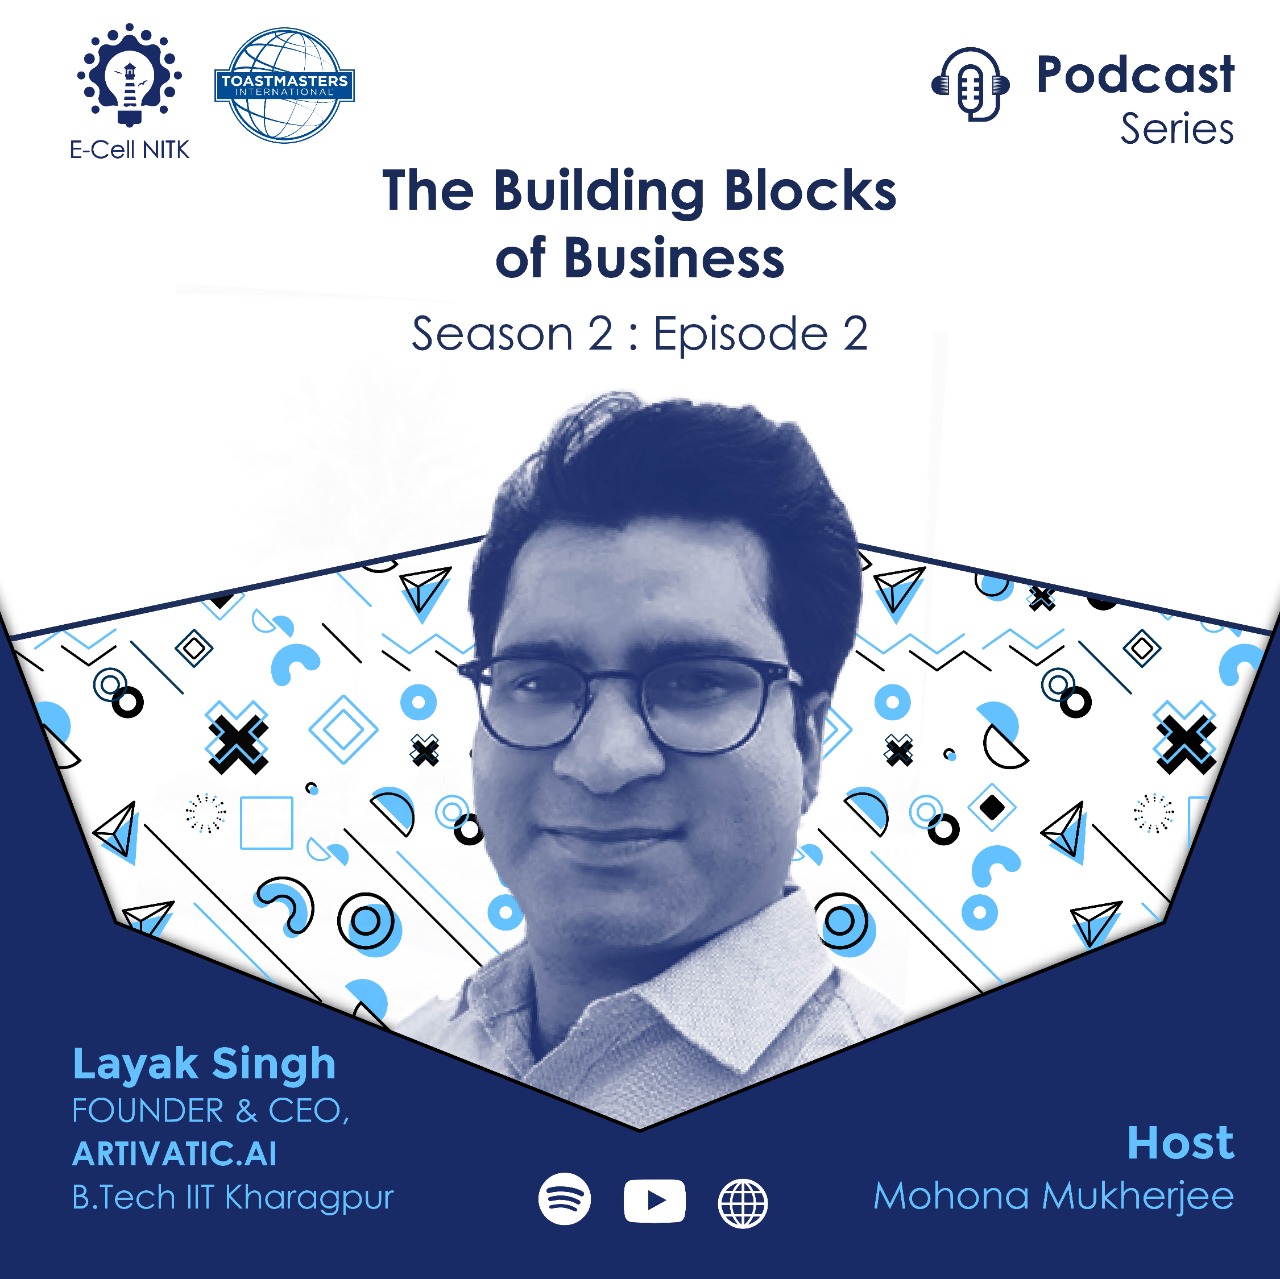 E-Cell NITK
TOASTMASTERS
INTERNATIONAL
Podcast
Series
The Building Blocks
of Business
Season 2 : Episode 2
Layak Singh
FOUNDER & CEO,
ARTIVATIC.AI
B.Tech IIT Kharagpur
Host
Mohona Mukherjee